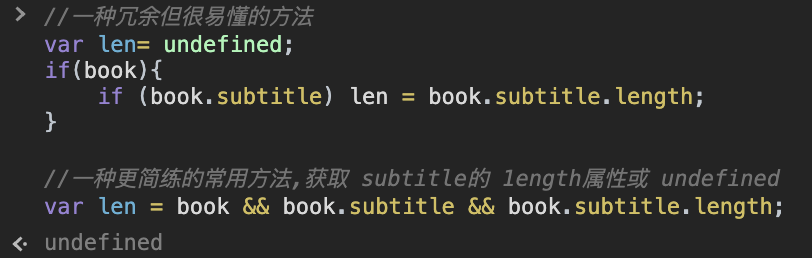 //一种冗余但很易懂的方法
var len= undefined;
if(book){
    if (book.subtitle) len = book.subtitle.length;
}
//一种更简练的常用方法,获取 subtitle的 1ength属性或 undefined
var len = book && book.subtitle && book.subtitle.length;
undefined